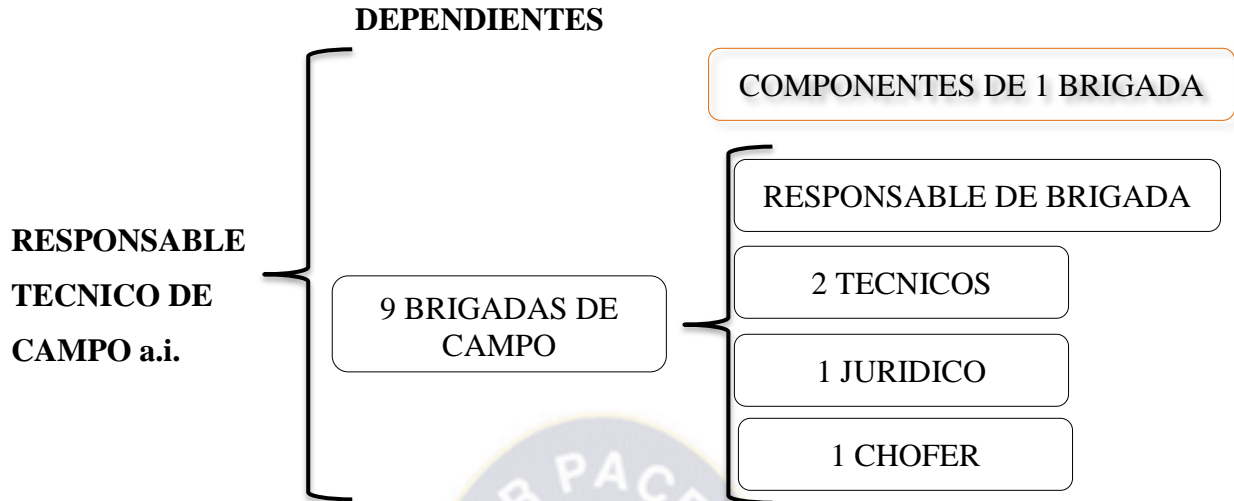 DEPENDIENTES
COMPONENTES DE 1 BRIGADA
RESPONSABLE
TECNICO DE
CAMPO a.i.
9 BRIGADAS DE
CAMPO
RESPONSABLE DE BRIGADA
2 TECNICOS
1 JURIDICO
1 CHOFER